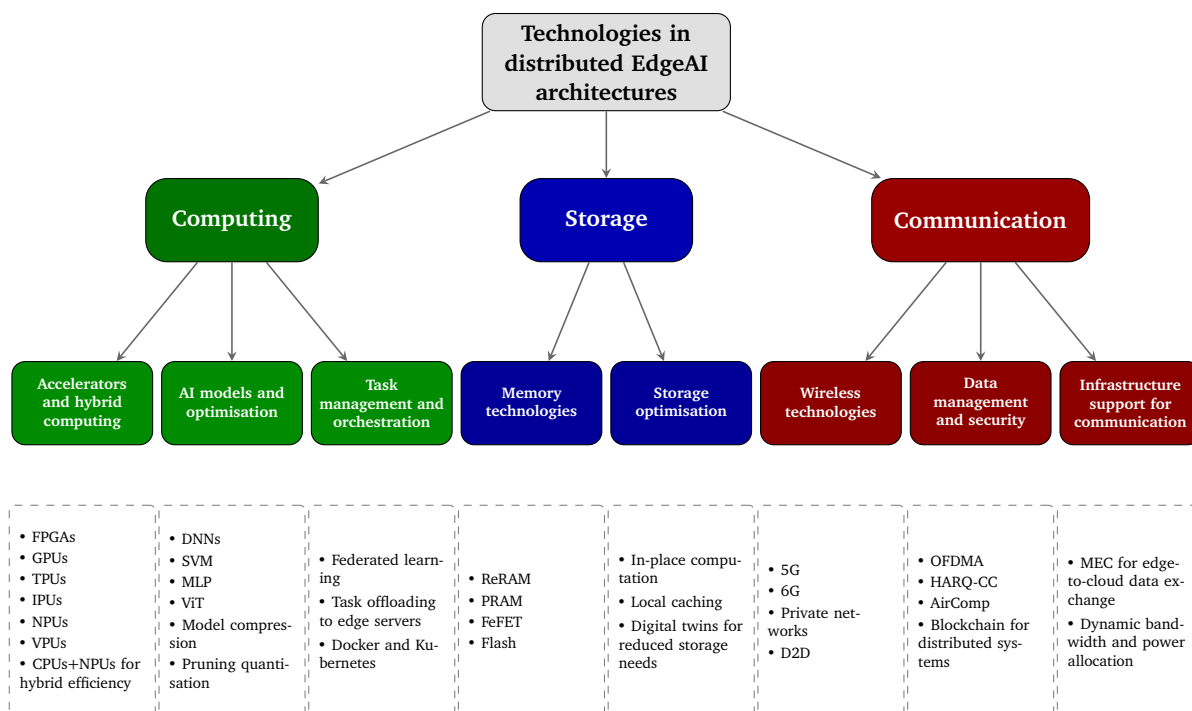 Technologies in
distributed EdgeAI
architectures
Computing
Storage
Communication
Accelerators
and hybrid
computing
AI models and
optimisation
Task
management and
orchestration
Memory
technologies
Storage
optimisation
Wireless
technologies
Data
management
and security
Infrastructure
support for
communication
• FPGAs
• GPUs
• TPUs
• IPUs
• NPUs
• VPUs
• CPUs+NPUs for
hybrid efficiency
• DNNs
• SVM
• MLP
• ViT
• Model compres-
sion
• Pruning quanti-
sation
• Federated learn-
ing
• Task offloading
to edge servers
• Docker and Ku-
bernetes
• ReRAM
• PRAM
• FeFET
• Flash
• In-place compu-
tation
• Local caching
• Digital twins for
reduced storage
needs
• 5G
• 6G
• Private net-
works
• D2D
• OFDMA
• HARQ-CC
• AirComp
• Blockchain for
distributed sys-
tems
• MEC for edge-
to-cloud data ex-
change
• Dynamic band-
width and power
allocation